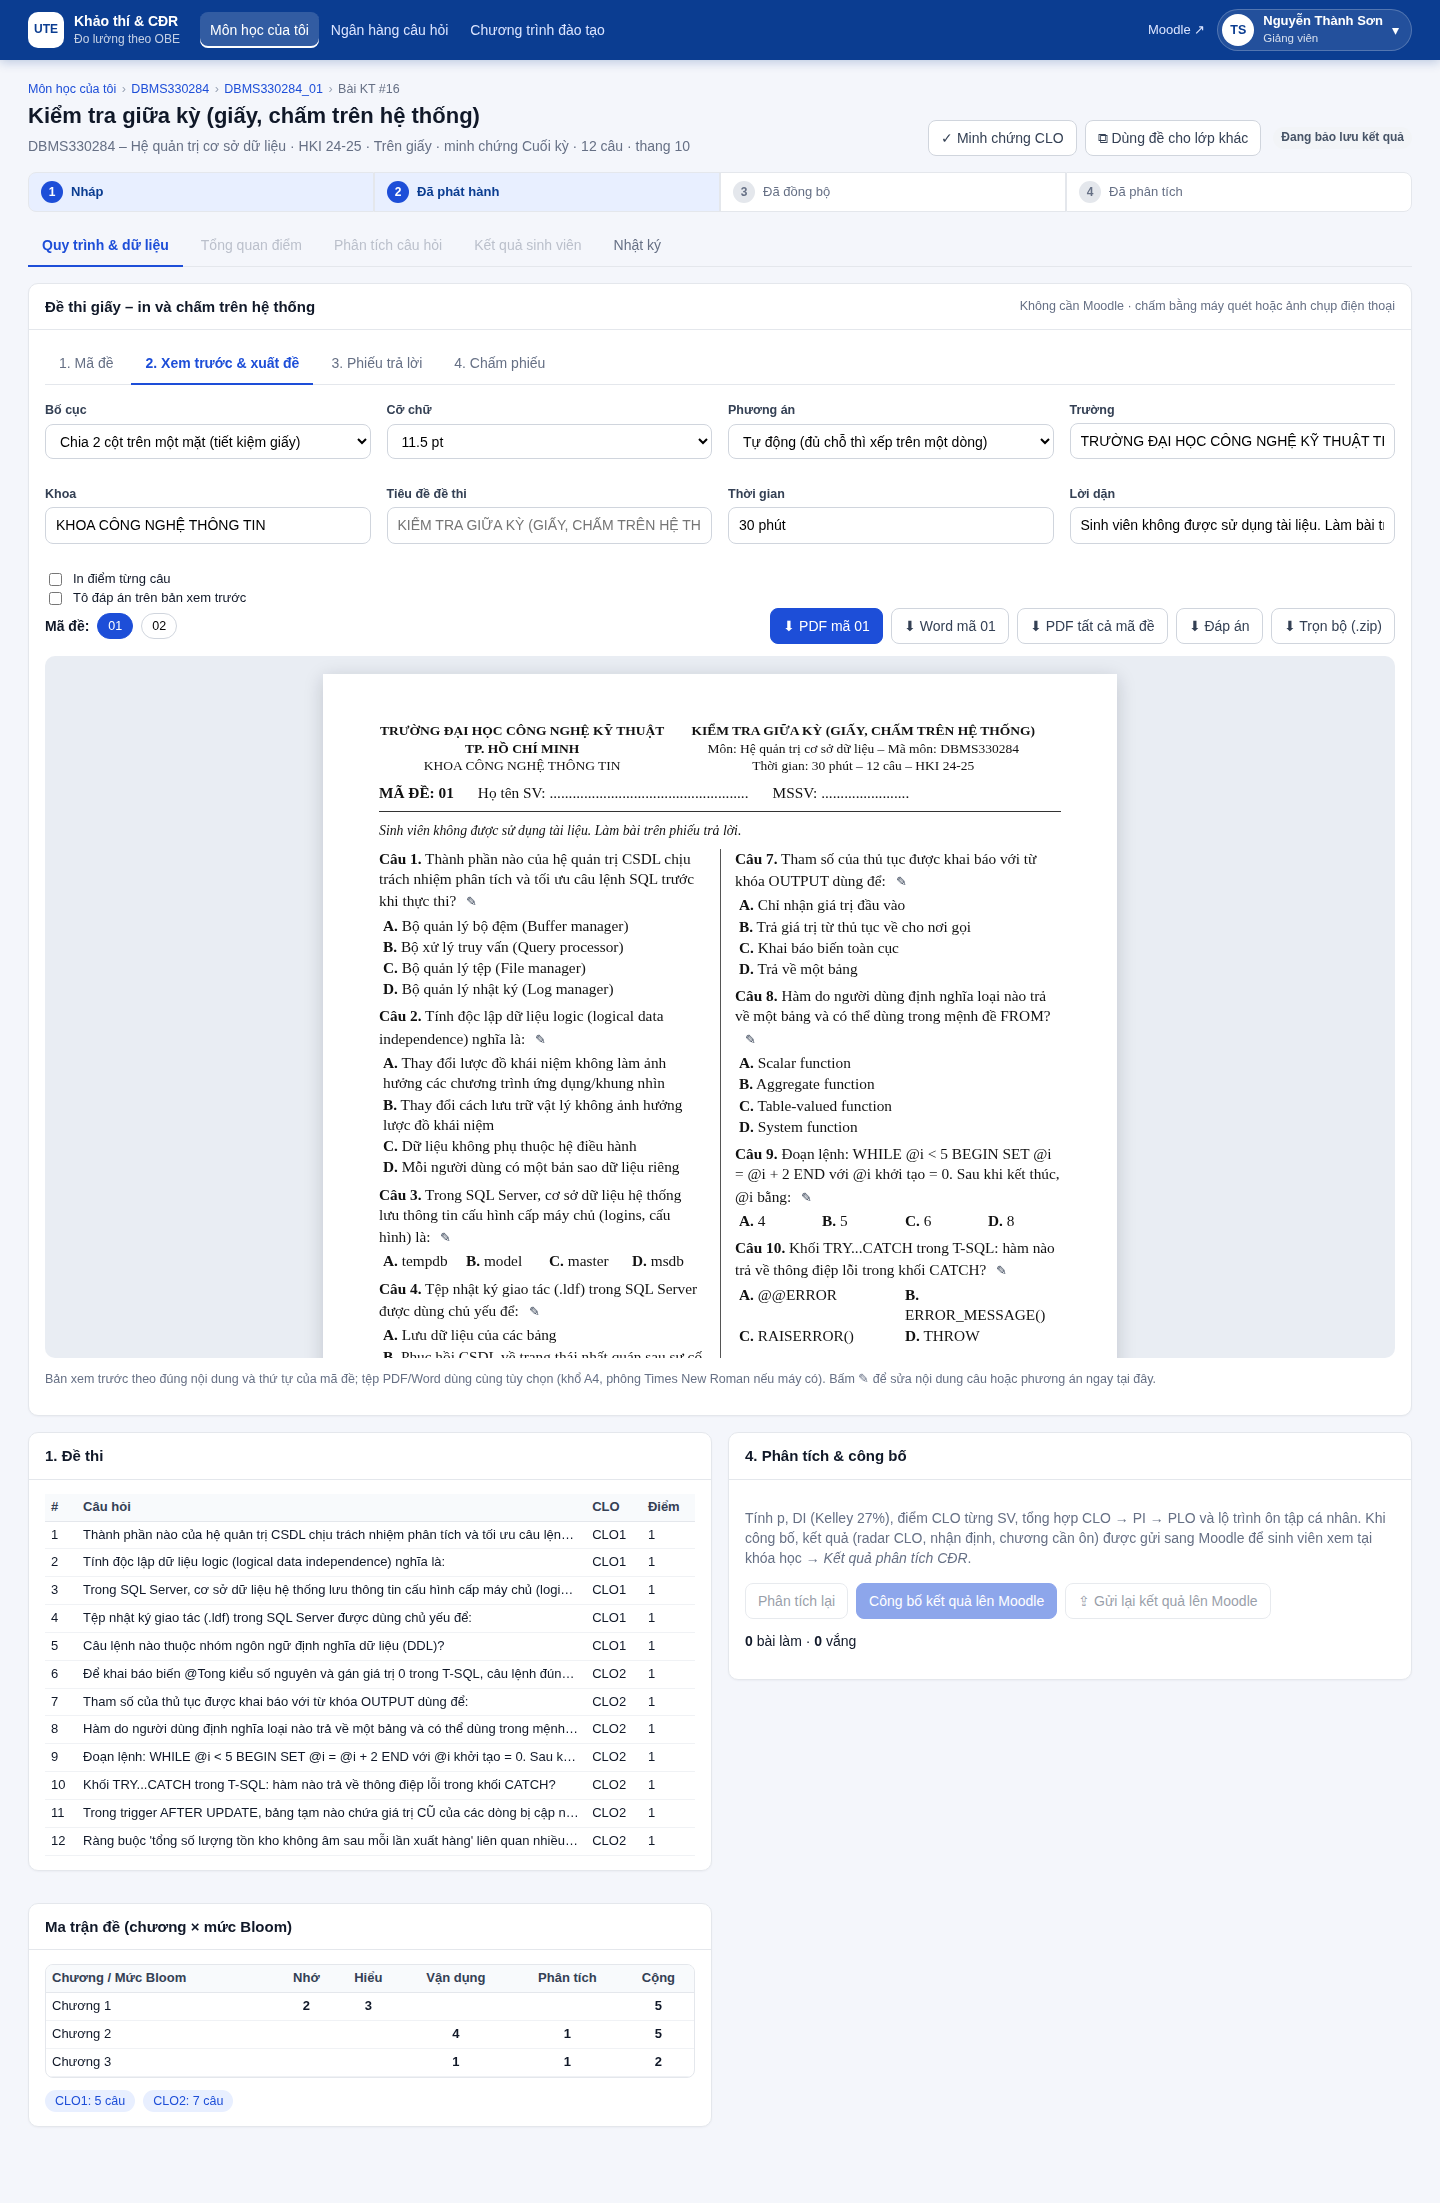 UTE
Khảo thí & CĐR
Đo lường theo OBE
Môn học của tôi
Ngân hàng câu hỏi
Chương trình đào tạo
Moodle ↗
TS
Nguyễn Thành Sơn
Giảng viên
▾
Môn học của tôi › DBMS330284 › DBMS330284_01 › Bài KT #16
Kiểm tra giữa kỳ (giấy, chấm trên hệ thống)
DBMS330284 – Hệ quản trị cơ sở dữ liệu · HKI 24-25 · Trên giấy · minh chứng Cuối kỳ · 12 câu · thang 10
✓ Minh chứng CLO
⧉ Dùng đề cho lớp khác
Đang bảo lưu kết quả
1 Nháp
2 Đã phát hành
3 Đã đồng bộ
4 Đã phân tích
Quy trình & dữ liệu
Tổng quan điểm
Phân tích câu hỏi
Kết quả sinh viên
Nhật ký
Đề thi giấy – in và chấm trên hệ thống
Không cần Moodle · chấm bằng máy quét hoặc ảnh chụp điện thoại
1. Mã đề
2. Xem trước & xuất đề
3. Phiếu trả lời
4. Chấm phiếu
Bố cục
Cỡ chữ
Phương án
Trường
Chia 2 cột trên một mặt (tiết kiệm giấy)
11.5 pt
Tự động (đủ chỗ thì xếp trên một dòng)
TRƯỜNG ĐẠI HỌC CÔNG NGHỆ KỸ THUẬT TI
Khoa
Tiêu đề đề thi
Thời gian
Lời dặn
KHOA CÔNG NGHỆ THÔNG TIN
KIỂM TRA GIỮA KỲ (GIẤY, CHẤM TRÊN HỆ TH
30 phút
Sinh viên không được sử dụng tài liệu. Làm bài tr
In điểm từng câu
Tô đáp án trên bản xem trước
Mã đề: 01 02
⬇ PDF mã 01
⬇ Word mã 01
⬇ PDF tất cả mã đề
⬇ Đáp án
⬇ Trọn bộ (.zip)
TRƯỜNG ĐẠI HỌC CÔNG NGHỆ KỸ THUẬT
TP. HỒ CHÍ MINH
KHOA CÔNG NGHỆ THÔNG TIN
KIỂM TRA GIỮA KỲ (GIẤY, CHẤM TRÊN HỆ THỐNG)
Môn: Hệ quản trị cơ sở dữ liệu – Mã môn: DBMS330284
Thời gian: 30 phút – 12 câu – HKI 24-25
MÃ ĐỀ: 01 Họ tên SV: .................................................... MSSV: .......................
Sinh viên không được sử dụng tài liệu. Làm bài trên phiếu trả lời.
Câu 1. Thành phần nào của hệ quản trị CSDL chịu
trách nhiệm phân tích và tối ưu câu lệnh SQL trước
khi thực thi? ✎
A. Bộ quản lý bộ đệm (Buffer manager)
B. Bộ xử lý truy vấn (Query processor)
C. Bộ quản lý tệp (File manager)
D. Bộ quản lý nhật ký (Log manager)
Câu 2. Tính độc lập dữ liệu logic (logical data
independence) nghĩa là: ✎
A. Thay đổi lược đồ khái niệm không làm ảnh
hưởng các chương trình ứng dụng/khung nhìn
B. Thay đổi cách lưu trữ vật lý không ảnh hưởng
lược đồ khái niệm
C. Dữ liệu không phụ thuộc hệ điều hành
D. Mỗi người dùng có một bản sao dữ liệu riêng
Câu 3. Trong SQL Server, cơ sở dữ liệu hệ thống
lưu thông tin cấu hình cấp máy chủ (logins, cấu
hình) là: ✎
A. tempdb B. model C. master D. msdb
Câu 4. Tệp nhật ký giao tác (.ldf) trong SQL Server
được dùng chủ yếu để: ✎
A. Lưu dữ liệu của các bảng
B. Phục hồi CSDL về trạng thái nhất quán sau sự cố
Câu 7. Tham số của thủ tục được khai báo với từ
khóa OUTPUT dùng để: ✎
A. Chỉ nhận giá trị đầu vào
B. Trả giá trị từ thủ tục về cho nơi gọi
C. Khai báo biến toàn cục
D. Trả về một bảng
Câu 8. Hàm do người dùng định nghĩa loại nào trả
về một bảng và có thể dùng trong mệnh đề FROM?
✎
A. Scalar function
B. Aggregate function
C. Table-valued function
D. System function
Câu 9. Đoạn lệnh: WHILE @i < 5 BEGIN SET @i
= @i + 2 END với @i khởi tạo = 0. Sau khi kết thúc,
@i bằng: ✎
A. 4 B. 5 C. 6 D. 8
Câu 10. Khối TRY...CATCH trong T-SQL: hàm nào
trả về thông điệp lỗi trong khối CATCH? ✎
A. @@ERROR B.
ERROR_MESSAGE()
C. RAISERROR() D. THROW
Bản xem trước theo đúng nội dung và thứ tự của mã đề; tệp PDF/Word dùng cùng tùy chọn (khổ A4, phông Times New Roman nếu máy có). Bấm ✎ để sửa nội dung câu hoặc phương án ngay tại đây.
1. Đề thi
# Câu hỏi CLO Điểm
1 Thành phần nào của hệ quản trị CSDL chịu trách nhiệm phân tích và tối ưu câu lện… CLO1 1
2 Tính độc lập dữ liệu logic (logical data independence) nghĩa là: CLO1 1
3 Trong SQL Server, cơ sở dữ liệu hệ thống lưu thông tin cấu hình cấp máy chủ (logi… CLO1 1
4 Tệp nhật ký giao tác (.ldf) trong SQL Server được dùng chủ yếu để: CLO1 1
5 Câu lệnh nào thuộc nhóm ngôn ngữ định nghĩa dữ liệu (DDL)? CLO1 1
6 Để khai báo biến @Tong kiểu số nguyên và gán giá trị 0 trong T-SQL, câu lệnh đún… CLO2 1
7 Tham số của thủ tục được khai báo với từ khóa OUTPUT dùng để: CLO2 1
8 Hàm do người dùng định nghĩa loại nào trả về một bảng và có thể dùng trong mệnh… CLO2 1
9 Đoạn lệnh: WHILE @i < 5 BEGIN SET @i = @i + 2 END với @i khởi tạo = 0. Sau k… CLO2 1
10 Khối TRY...CATCH trong T-SQL: hàm nào trả về thông điệp lỗi trong khối CATCH? CLO2 1
11 Trong trigger AFTER UPDATE, bảng tạm nào chứa giá trị CŨ của các dòng bị cập n… CLO2 1
12 Ràng buộc 'tổng số lượng tồn kho không âm sau mỗi lần xuất hàng' liên quan nhiều… CLO2 1
4. Phân tích & công bố
Tính p, DI (Kelley 27%), điểm CLO từng SV, tổng hợp CLO → PI → PLO và lộ trình ôn tập cá nhân. Khi
công bố, kết quả (radar CLO, nhận định, chương cần ôn) được gửi sang Moodle để sinh viên xem tại
khóa học → Kết quả phân tích CĐR.
Phân tích lại
Công bố kết quả lên Moodle
⇪ Gửi lại kết quả lên Moodle
0 bài làm · 0 vắng
Ma trận đề (chương × mức Bloom)
Chương / Mức Bloom Nhớ Hiểu Vận dụng Phân tích Cộng
Chương 1 2 3 5
Chương 2 4 1 5
Chương 3 1 1 2
CLO1: 5 câu
CLO2: 7 câu